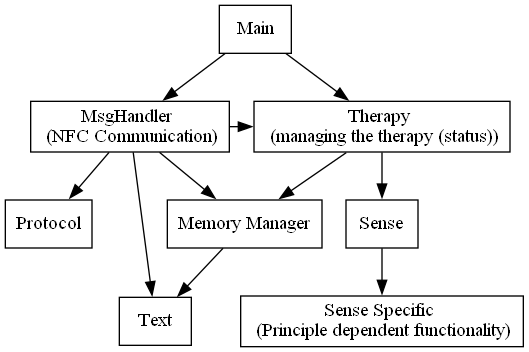 Main
MsgHandler
(NFC Communication)
Therapy
(managing the therapy (status))
Protocol
Memory Manager
Sense
Text
Sense Specific
(Principle dependent functionality)